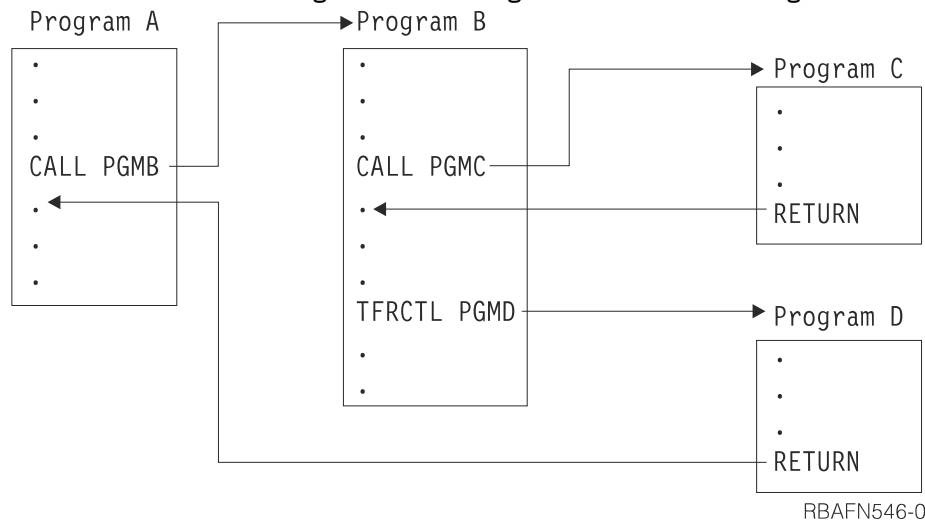 Program A
CALL PGMB
Program B
CALL PGMC
TFRCTL PGMD
Program C
RETURN
Program D
RETURN
RBAFN546-0